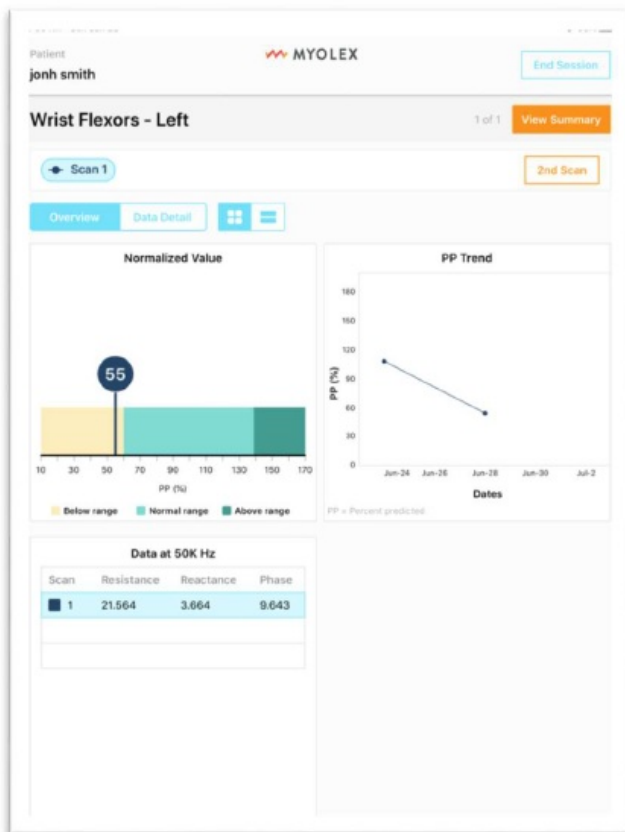 Patient
MYOLEX
jonh smith
End Session
Wrist Flexors - Left
1 of 1
View Summary
Scan 1
2nd Scan
Overview
Data Detail
Normalized Value
55
10 30 50 70 90 110 130 150 170
PP (%)
Below range Normal range Above range
PP Trend
180
150
120
90
60
30
0
PP (%)
Jun-24 Jun-26 Jun-28 Jun-30 Jul-2
Dates
PP = Percent predicted
Data at 50K Hz
Scan Resistance Reactance Phase
1 21.564 3.664 9.643